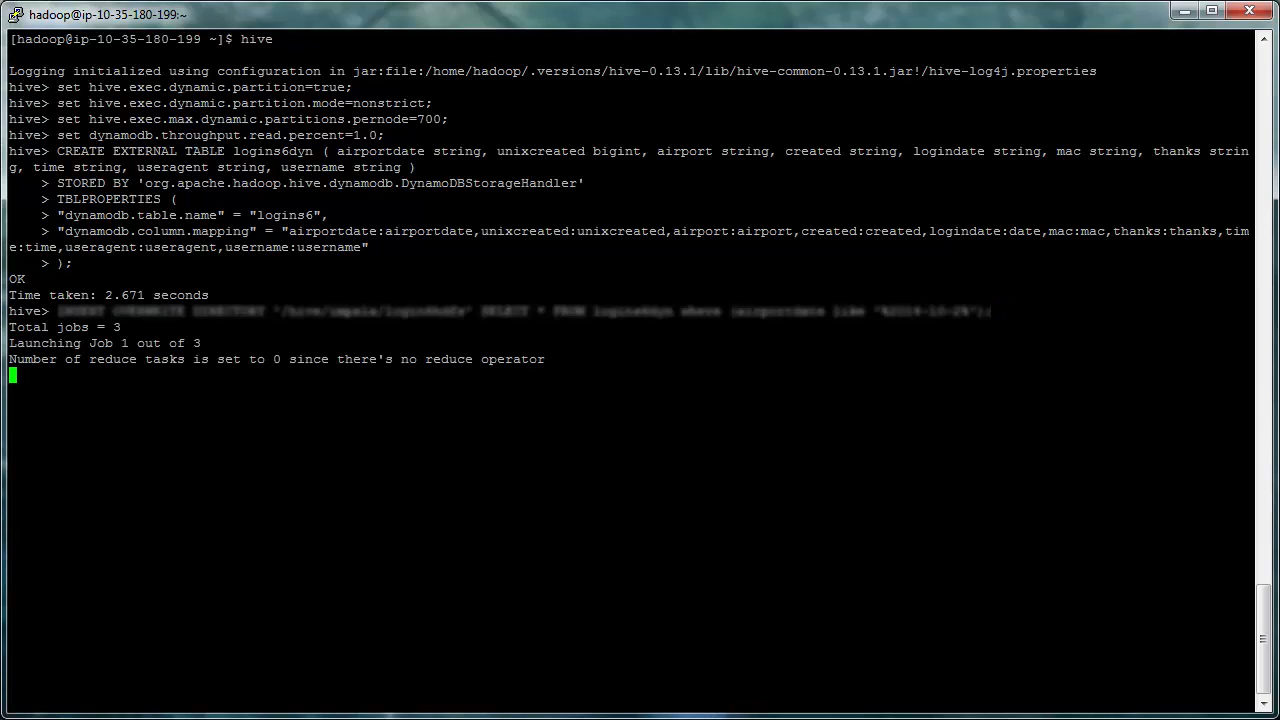 hadoop@ip-10-35-180-199:~
[hadoop@ip-10-35-180-199 ~]$ hive
Logging initialized using configuration in jar:file:/home/hadoop/.versions/hive-0.13.1/lib/hive-common-0.13.1.jar!/hive-log4j.properties
hive> set hive.exec.dynamic.partition=true;
hive> set hive.exec.dynamic.partition.mode=nonstrict;
hive> set hive.exec.max.dynamic.partitions.pernode=700;
hive> set dynamodb.throughput.read.percent=1.0;
hive> CREATE EXTERNAL TABLE logins6dyn ( airportdate string, unixcreated bigint, airport string, created string, logindate string, mac string, thanks strin
g, time string, useragent string, username string )
> STORED BY 'org.apache.hadoop.hive.dynamodb.DynamoDBStorageHandler'
> TBLPROPERTIES (
> "dynamodb.table.name" = "logins6",
> "dynamodb.column.mapping" = "airportdate:airportdate,unixcreated:unixcreated,airport:airport,created:created,logindate:date,mac:mac,thanks:thanks,tim
e:time,useragent:useragent,username:username"
> );
OK
Time taken: 2.671 seconds
hive>
Total jobs = 3
Launching Job 1 out of 3
Number of reduce tasks is set to 0 since there's no reduce operator